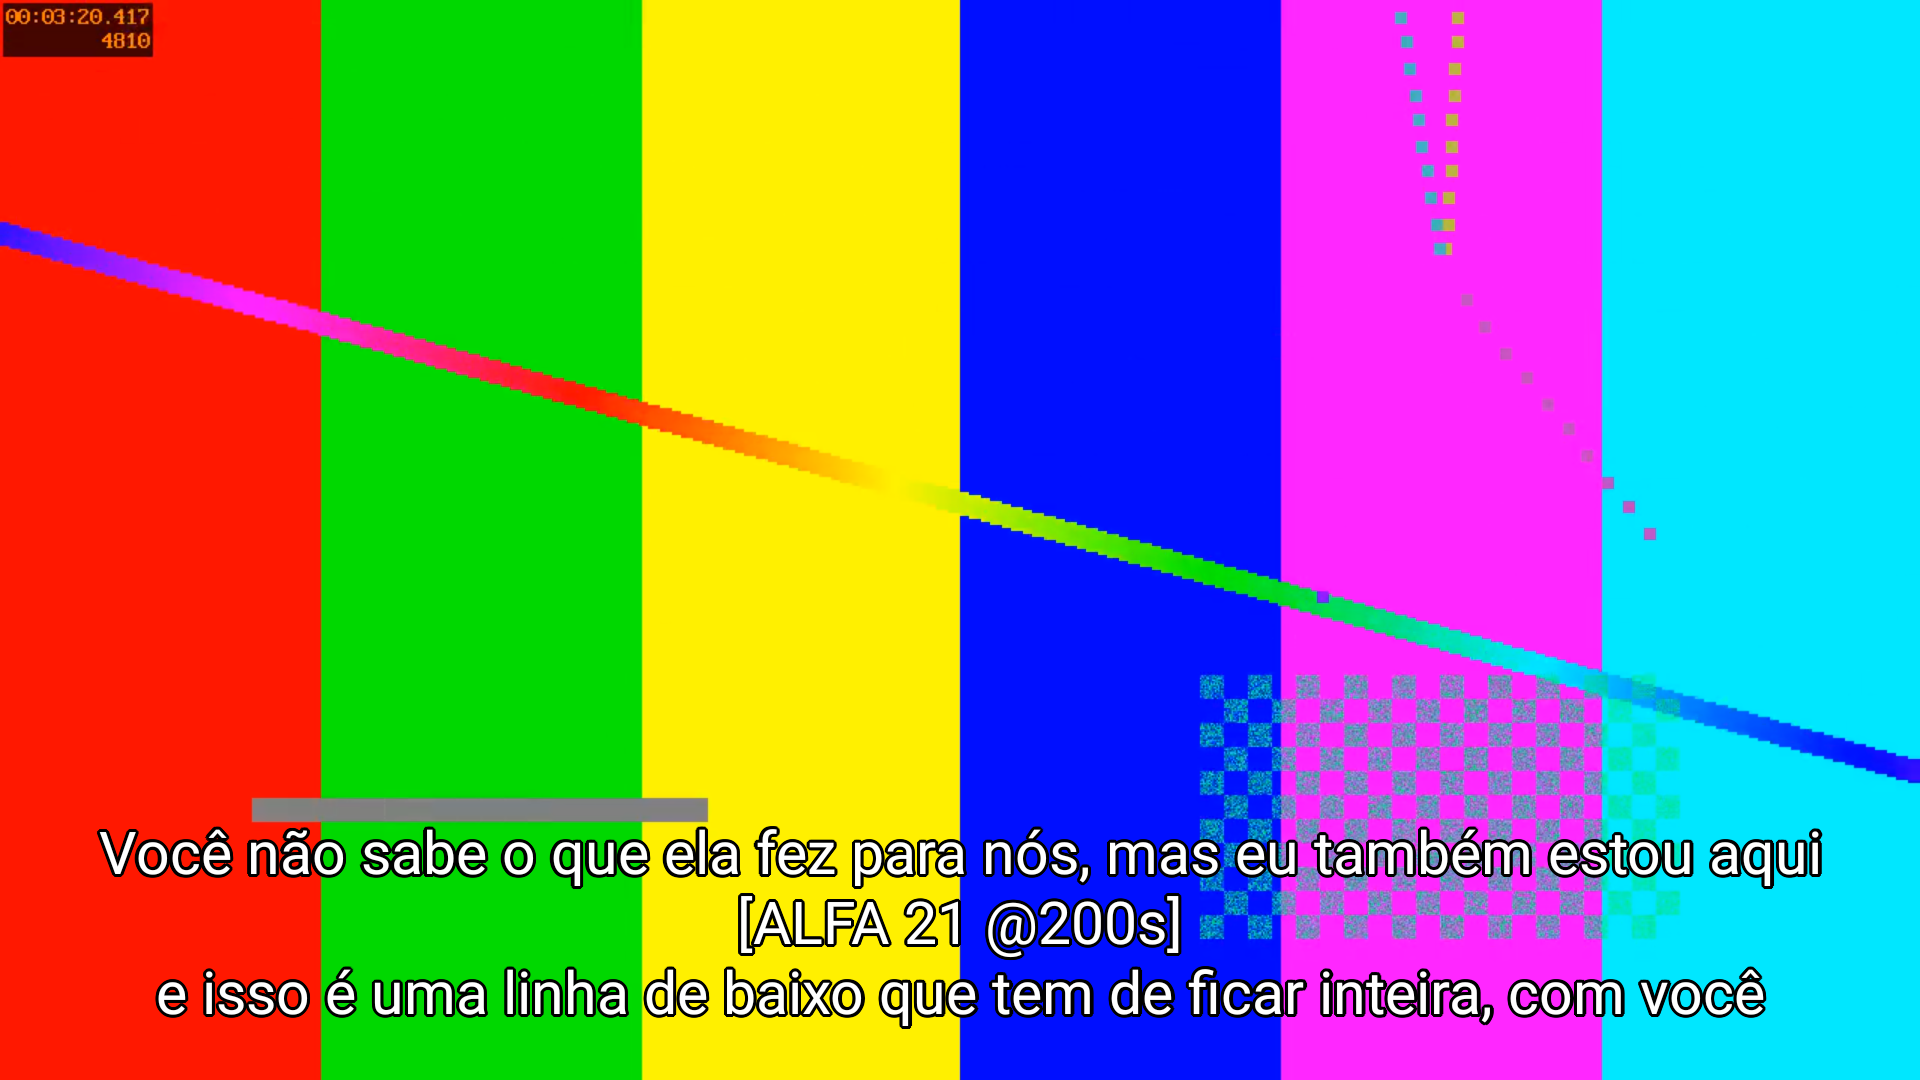 00:03:20.417
4810
Você não sabe o que ela fez para nós, mas eu também estou aqui
[ALFA 21 @200s]
e isso é uma linha de baixo que tem de ficar inteira, com você